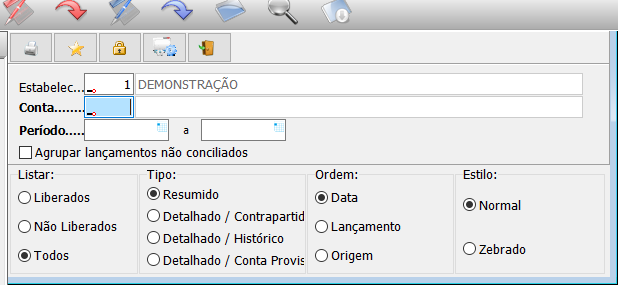 Estabelec... 1 DEMONSTRAÇÃO
Conta........
Período..... a
Agrupar lançamentos não conciliados
Listar: Tipo: Ordem: Estilo:
Liberados Resumido Data Normal
Não Liberados Detalhado / Contrapartid Lançamento
Detalhado / Histórico Zebrado
Todos Detalhado / Conta Provis Origem